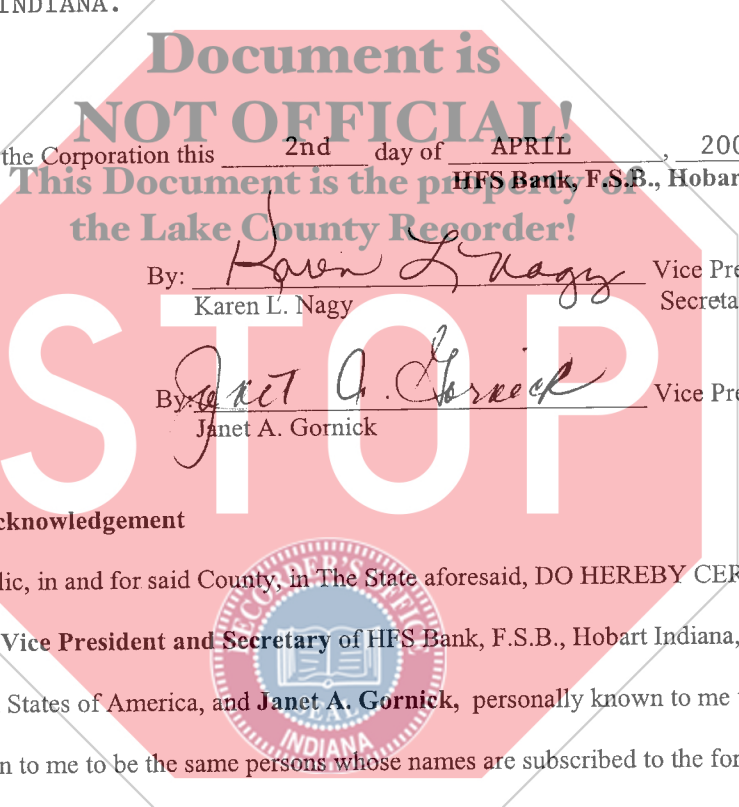 INDIANA.
Document is
NOT OFFICIAL!
the Corporation this 2nd day of APRIL , 200
This Document is the property of
HFS Bank, F.S.B., Hobar
the Lake County Recorder!
By: Karen L. Nagy Vice Pre
Karen L. Nagy Secreta
STOP
By: Janet A. Gornick Vice Pre
Janet A. Gornick
cknowledgement
lic, in and for said County, in The State aforesaid, DO HEREBY CER
RECORDER'S OFFICE
Vice President and Secretary of HFS Bank, F.S.B., Hobart Indiana,
States of America, and Janet A. Gornick, personally known to me
SEAL
INDIANA
n to me to be the same persons whose names are subscribed to the for